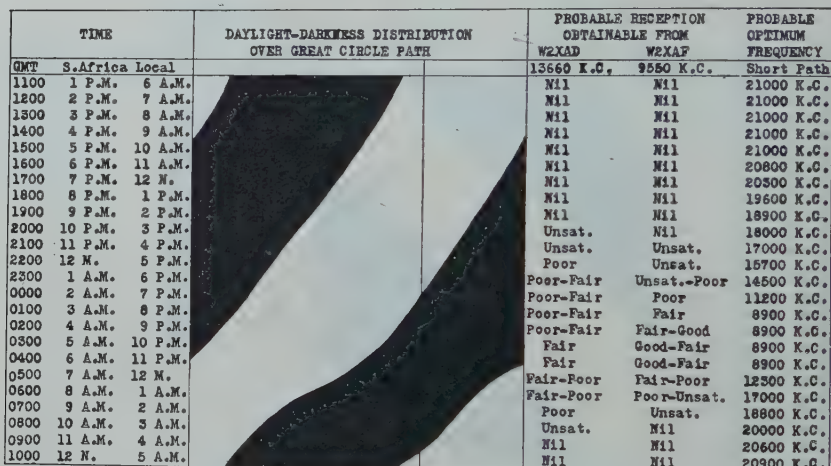 TIME DAYLIGHT-DARKNESS DISTRIBUTION PROBABLE RECEPTION PROBABLE
OVER GREAT CIRCLE PATH OBTAINABLE FROM OPTIMUM
W2XAD W2XAF FREQUENCY
GMT S.Africa Local 13660 K.C. 9530 K.C. Short Path
1100 1 P.M. 6 A.M. Nil Nil 21000 K.C.
1200 2 P.M. 7 A.M. Nil Nil 21000 K.C.
1300 3 P.M. 8 A.M. Nil Nil 21000 K.C.
1400 4 P.M. 9 A.M. Nil Nil 21000 K.C.
1500 5 P.M. 10 A.M. Nil Nil 21000 K.C.
1600 6 P.M. 11 A.M. Nil Nil 20800 K.C.
1700 7 P.M. 12 N. Nil Nil 20300 K.C.
1800 8 P.M. 1 P.M. Nil Nil 19600 K.C.
1900 9 P.M. 2 P.M. Nil Nil 18900 K.C.
2000 10 P.M. 3 P.M. Unsat. Nil 18000 K.C.
2100 11 P.M. 4 P.M. Unsat. Unsat. 17000 K.C.
2200 12 M. 5 P.M. Poor Unsat. 15700 K.C.
2300 1 A.M. 6 P.M. Poor-Fair Unsat.-Poor 14500 K.C.
0000 2 A.M. 7 P.M. Poor-Fair Poor 11200 K.C.
0100 3 A.M. 8 P.M. Poor-Fair Fair 8900 K.C.
0200 4 A.M. 9 P.M. Poor-Fair Fair-Good 8900 K.C.
0300 5 A.M. 10 P.M. Fair Good-Fair 8900 K.C.
0400 6 A.M. 11 P.M. Fair Good-Fair 8900 K.C.
0500 7 A.M. 12 M. Fair-Poor Fair-Poor 12300 K.C.
0600 8 A.M. 1 A.M. Fair-Poor Poor-Unsat. 17000 K.C.
0700 9 A.M. 2 A.M. Poor Unsat. 18800 K.C.
0800 10 A.M. 3 A.M. Unsat. Nil 20000 K.C.
0900 11 A.M. 4 A.M. Nil Nil 20600 K.C.
1000 12 N. 5 A.M. Nil Nil 20900 K.C.